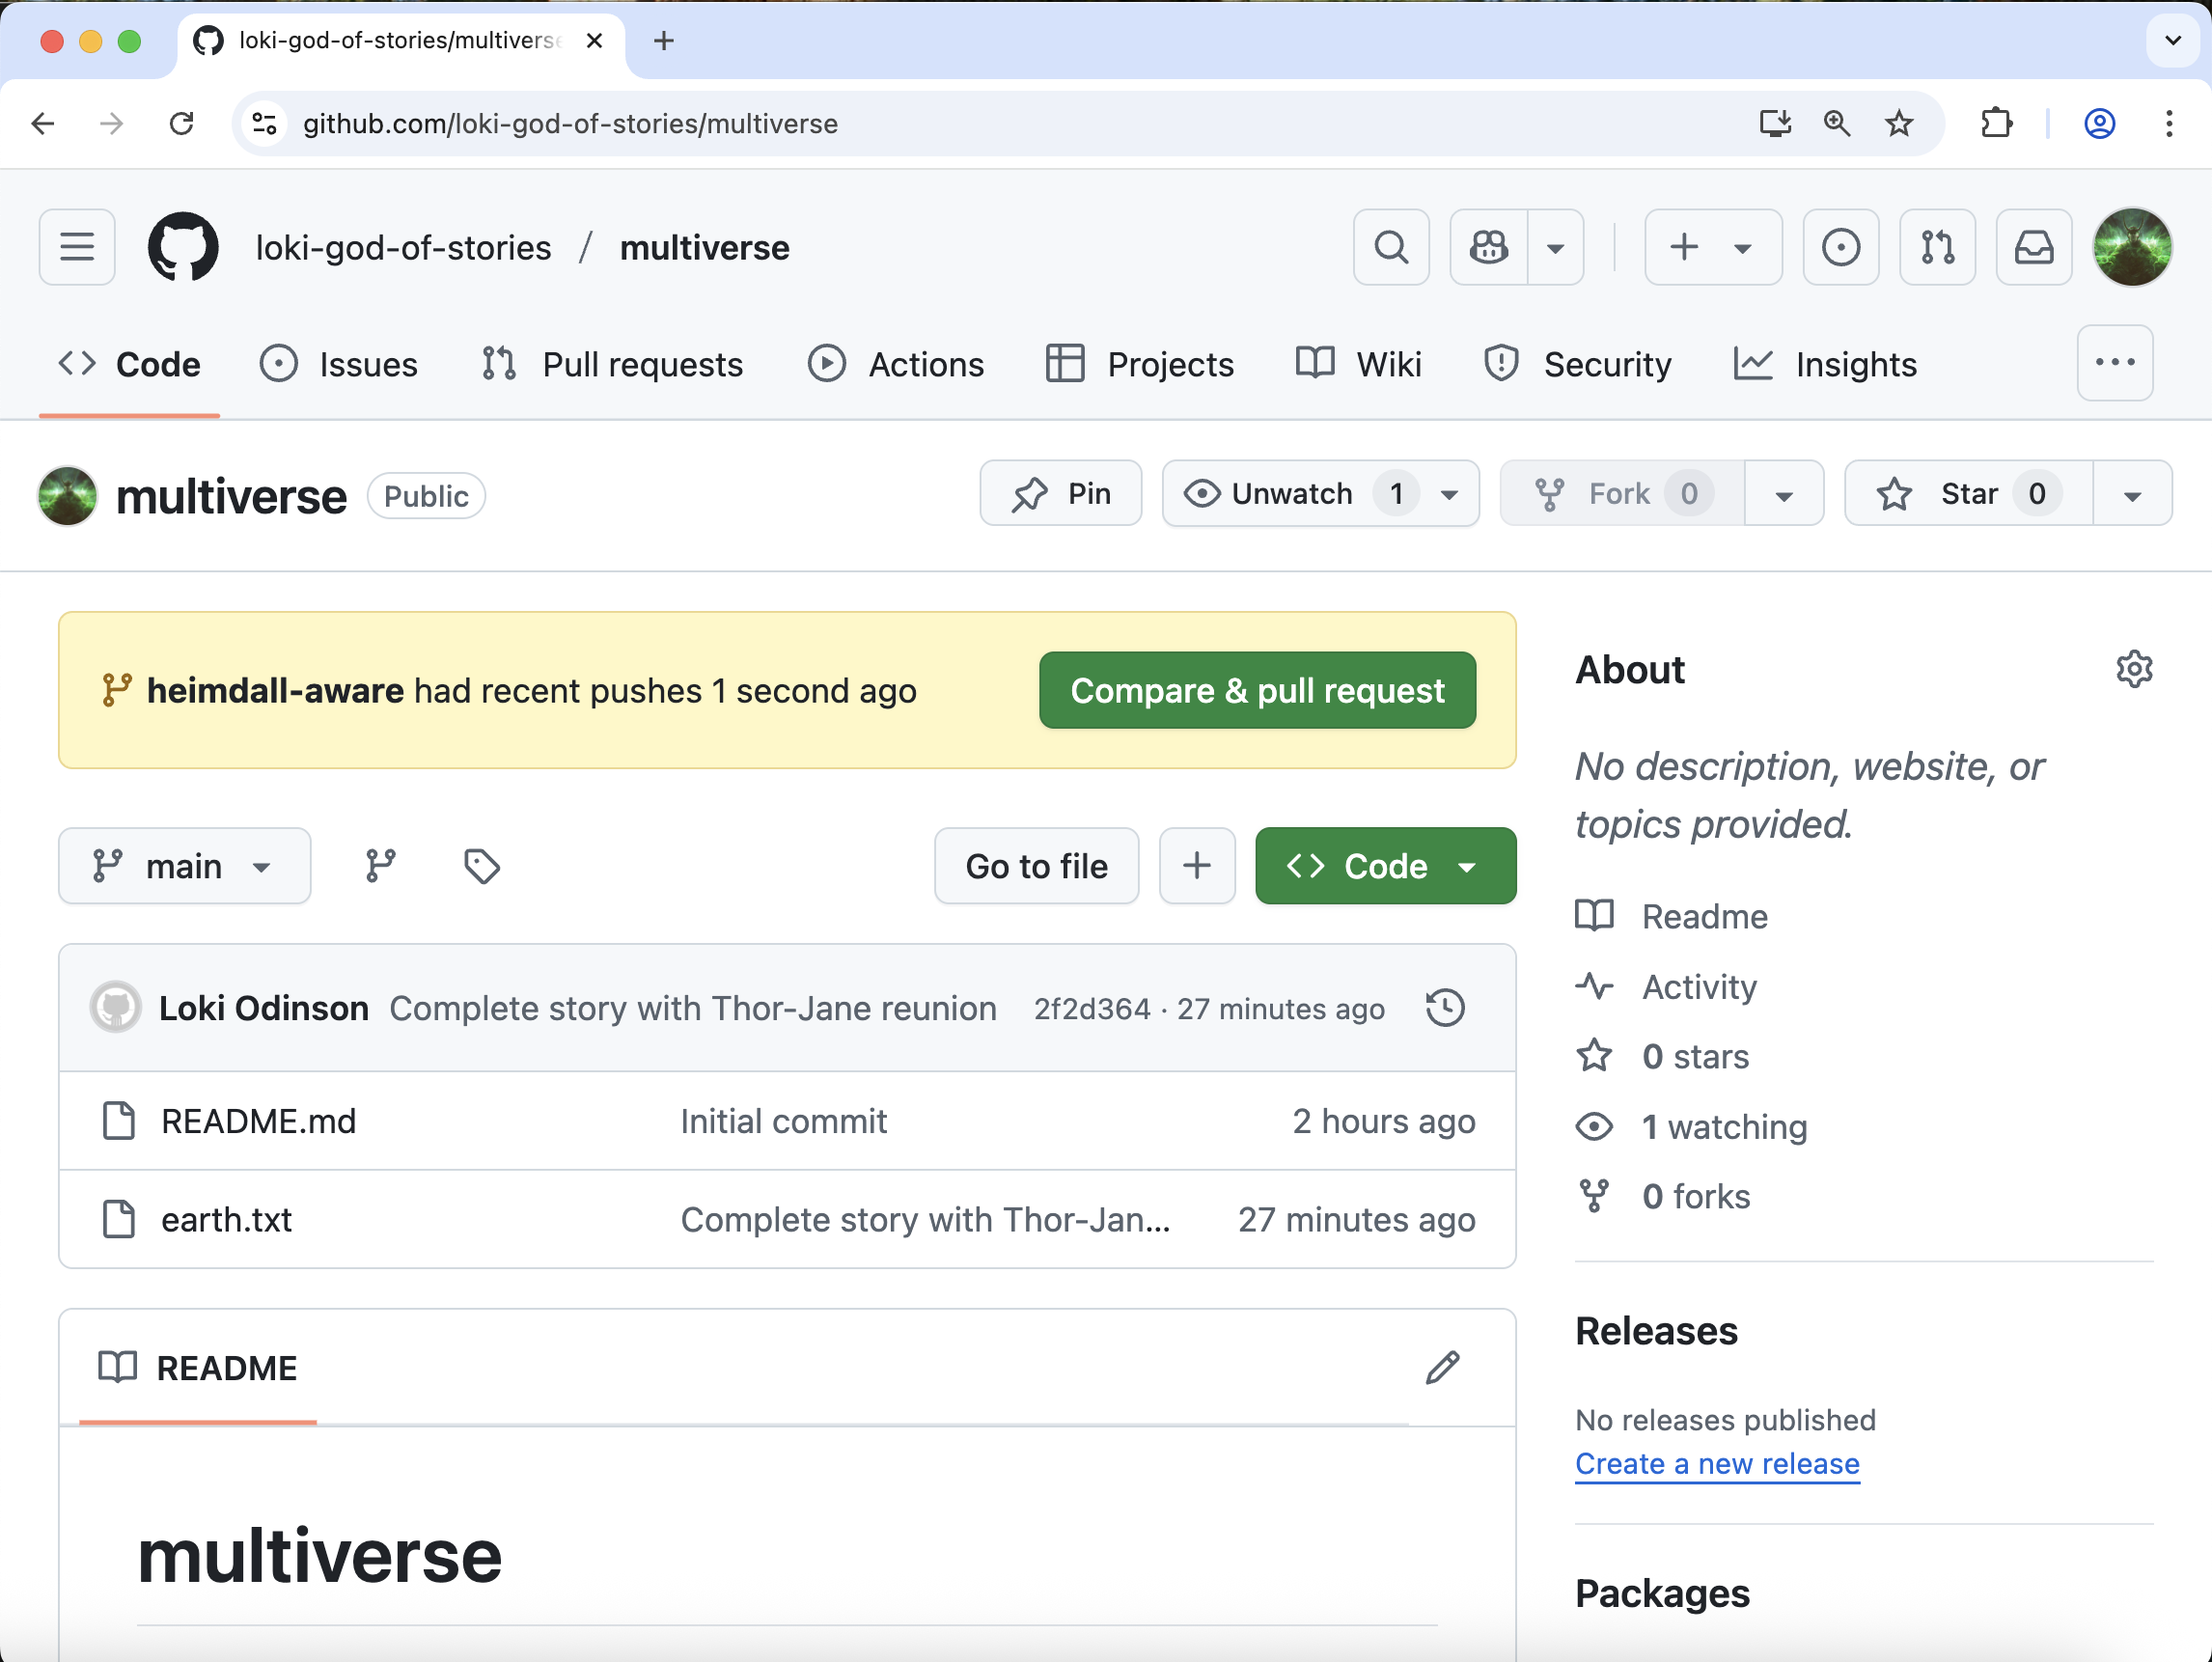 loki-god-of-stories/multiverse
github.com/loki-god-of-stories/multiverse
loki-god-of-stories / multiverse
Code Issues Pull requests Actions Projects Wiki Security Insights
multiverse Public Pin Unwatch 1 Fork 0 Star 0
heimdall-aware had recent pushes 1 second ago Compare & pull request
main Go to file Code
Loki Odinson Complete story with Thor-Jane reunion 2f2d364 · 27 minutes ago
README.md Initial commit 2 hours ago
earth.txt Complete story with Thor-Jan... 27 minutes ago
README
multiverse
About
No description, website, or
topics provided.
Readme
Activity
0 stars
1 watching
0 forks
Releases
No releases published
Create a new release
Packages